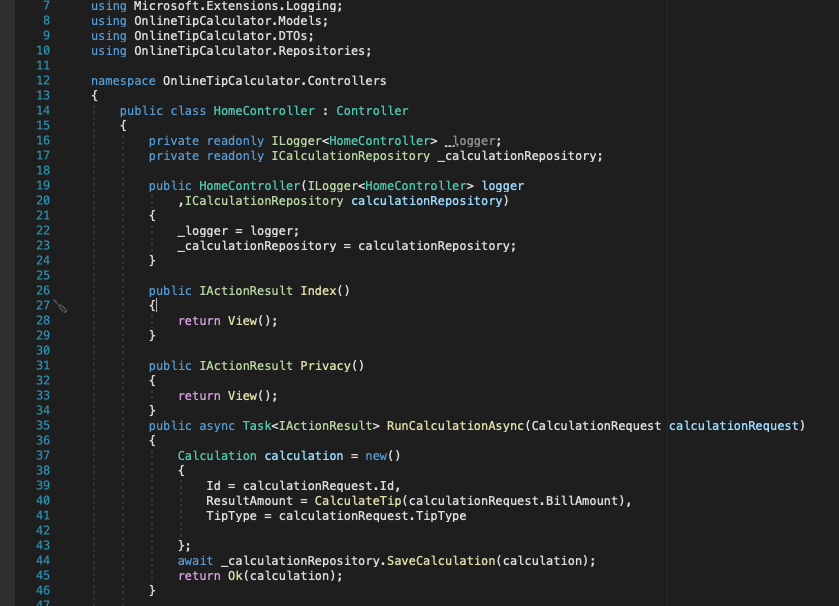 7 using Microsoft.Extensions.Logging;
8 using OnlineTipCalculator.Models;
9 using OnlineTipCalculator.DTOs;
10 using OnlineTipCalculator.Repositories;
11
12 namespace OnlineTipCalculator.Controllers
13 {
14 public class HomeController : Controller
15 {
16 private readonly ILogger<HomeController> _logger;
17 private readonly ICalculationRepository _calculationRepository;
18
19 public HomeController(ILogger<HomeController> logger
20 ,ICalculationRepository calculationRepository)
21 {
22 _logger = logger;
23 _calculationRepository = calculationRepository;
24 }
25
26 public IActionResult Index()
27 {
28 return View();
29 }
30
31 public IActionResult Privacy()
32 {
33 return View();
34 }
35 public async Task<IActionResult> RunCalculationAsync(CalculationRequest calculationRequest)
36 {
37 Calculation calculation = new()
38 {
39 Id = calculationRequest.Id,
40 ResultAmount = CalculateTip(calculationRequest.BillAmount),
41 TipType = calculationRequest.TipType
42
43 };
44 await _calculationRepository.SaveCalculation(calculation);
45 return Ok(calculation);
46 }
47